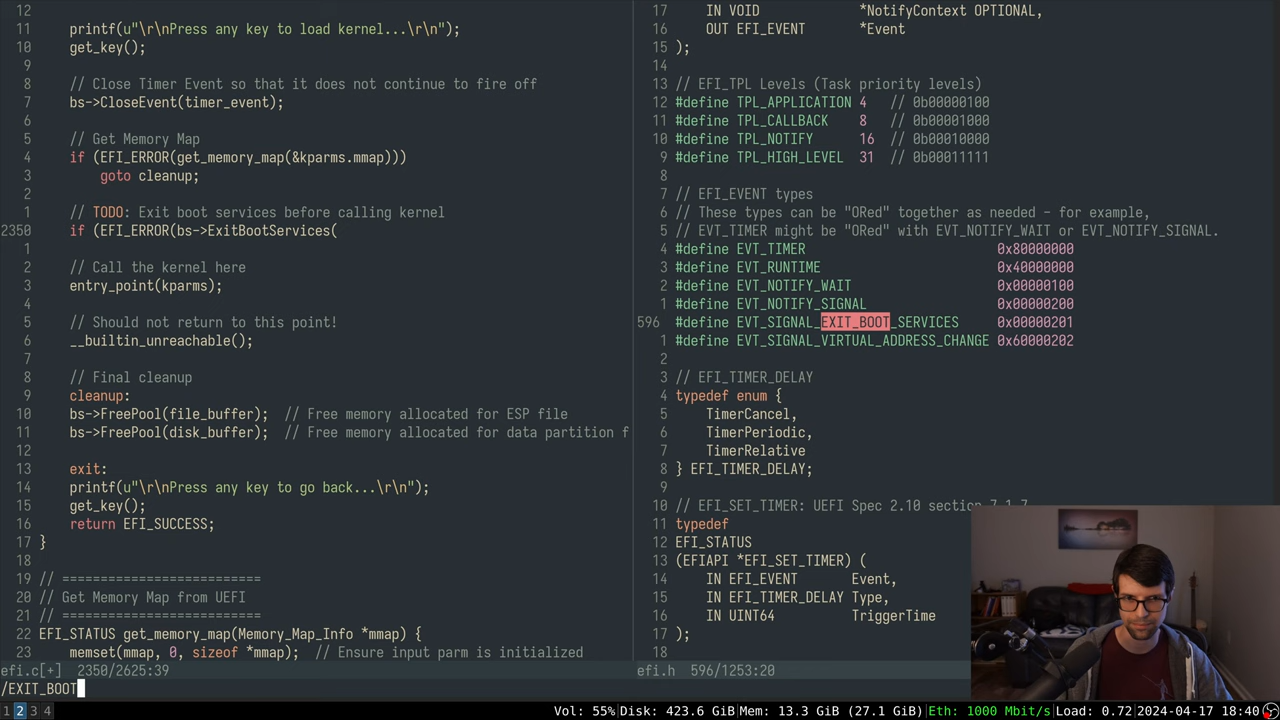 12
11 printf(u"\r\nPress any key to load kernel...\r\n");
10 get_key();
9
8 // Close Timer Event so that it does not continue to fire off
7 bs->CloseEvent(timer_event);
6
5 // Get Memory Map
4 if (EFI_ERROR(get_memory_map(&kparms.mmap)))
3 goto cleanup;
2
1 // TODO: Exit boot services before calling kernel
2350 if (EFI_ERROR(bs->ExitBootServices(
1
2 // Call the kernel here
3 entry_point(kparms);
4
5 // Should not return to this point!
6 __builtin_unreachable();
7
8 // Final cleanup
9 cleanup:
10 bs->FreePool(file_buffer); // Free memory allocated for ESP file
11 bs->FreePool(disk_buffer); // Free memory allocated for data partition f
12
13 exit:
14 printf(u"\r\nPress any key to go back...\r\n");
15 get_key();
16 return EFI_SUCCESS;
17 }
18
19 // ==========================
20 // Get Memory Map from UEFI
21 // ==========================
22 EFI_STATUS get_memory_map(Memory_Map_Info *mmap) {
23 memset(mmap, 0, sizeof *mmap); // Ensure input parm is initialized
efi.c[+] 2350/2625:39
17 IN VOID *NotifyContext OPTIONAL,
16 OUT EFI_EVENT *Event
15 );
14
13 // EFI_TPL Levels (Task priority levels)
12 #define TPL_APPLICATION 4 // 0b00000100
11 #define TPL_CALLBACK 8 // 0b00001000
10 #define TPL_NOTIFY 16 // 0b00010000
9 #define TPL_HIGH_LEVEL 31 // 0b00011111
8
7 // EFI_EVENT types
6 // These types can be "ORed" together as needed - for example,
5 // EVT_TIMER might be "ORed" with EVT_NOTIFY_WAIT or EVT_NOTIFY_SIGNAL.
4 #define EVT_TIMER 0x80000000
3 #define EVT_RUNTIME 0x40000000
2 #define EVT_NOTIFY_WAIT 0x00000100
1 #define EVT_NOTIFY_SIGNAL 0x00000200
596 #define EVT_SIGNAL_EXIT_BOOT_SERVICES 0x00000201
1 #define EVT_SIGNAL_VIRTUAL_ADDRESS_CHANGE 0x60000202
2
3 // EFI_TIMER_DELAY
4 typedef enum {
5 TimerCancel,
6 TimerPeriodic,
7 TimerRelative
8 } EFI_TIMER_DELAY;
9
10 // EFI_SET_TIMER: UEFI Spec 2.10 section 7.1.7
11 typedef
12 EFI_STATUS
13 (EFIAPI *EFI_SET_TIMER) (
14 IN EFI_EVENT Event,
15 IN EFI_TIMER_DELAY Type,
16 IN UINT64 TriggerTime
17 );
18
efi.h 596/1253:20
/EXIT_BOOT
1 2 3 4 Vol: 55% Disk: 423.6 GiB Mem: 13.3 GiB (27.1 GiB) Eth: 1000 Mbit/s Load: 0.72 2024-04-17 18:40